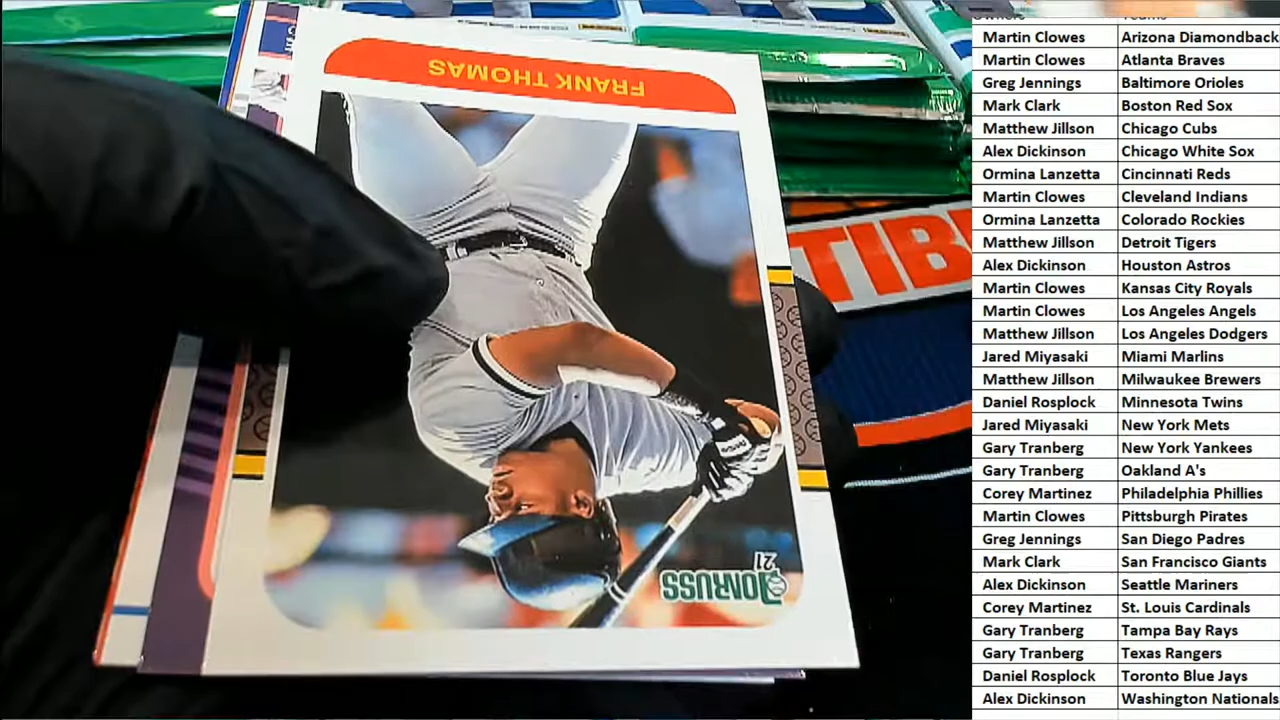 FRANK THOMAS
TIB
21
DONRUSS
Owners Teams
Martin Clowes Arizona Diamondback
Martin Clowes Atlanta Braves
Greg Jennings Baltimore Orioles
Mark Clark Boston Red Sox
Matthew Jillson Chicago Cubs
Alex Dickinson Chicago White Sox
Ormina Lanzetta Cincinnati Reds
Martin Clowes Cleveland Indians
Ormina Lanzetta Colorado Rockies
Matthew Jillson Detroit Tigers
Alex Dickinson Houston Astros
Martin Clowes Kansas City Royals
Martin Clowes Los Angeles Angels
Matthew Jillson Los Angeles Dodgers
Jared Miyasaki Miami Marlins
Matthew Jillson Milwaukee Brewers
Daniel Rosplock Minnesota Twins
Jared Miyasaki New York Mets
Gary Tranberg New York Yankees
Gary Tranberg Oakland A's
Corey Martinez Philadelphia Phillies
Martin Clowes Pittsburgh Pirates
Greg Jennings San Diego Padres
Mark Clark San Francisco Giants
Alex Dickinson Seattle Mariners
Corey Martinez St. Louis Cardinals
Gary Tranberg Tampa Bay Rays
Gary Tranberg Texas Rangers
Daniel Rosplock Toronto Blue Jays
Alex Dickinson Washington Nationals